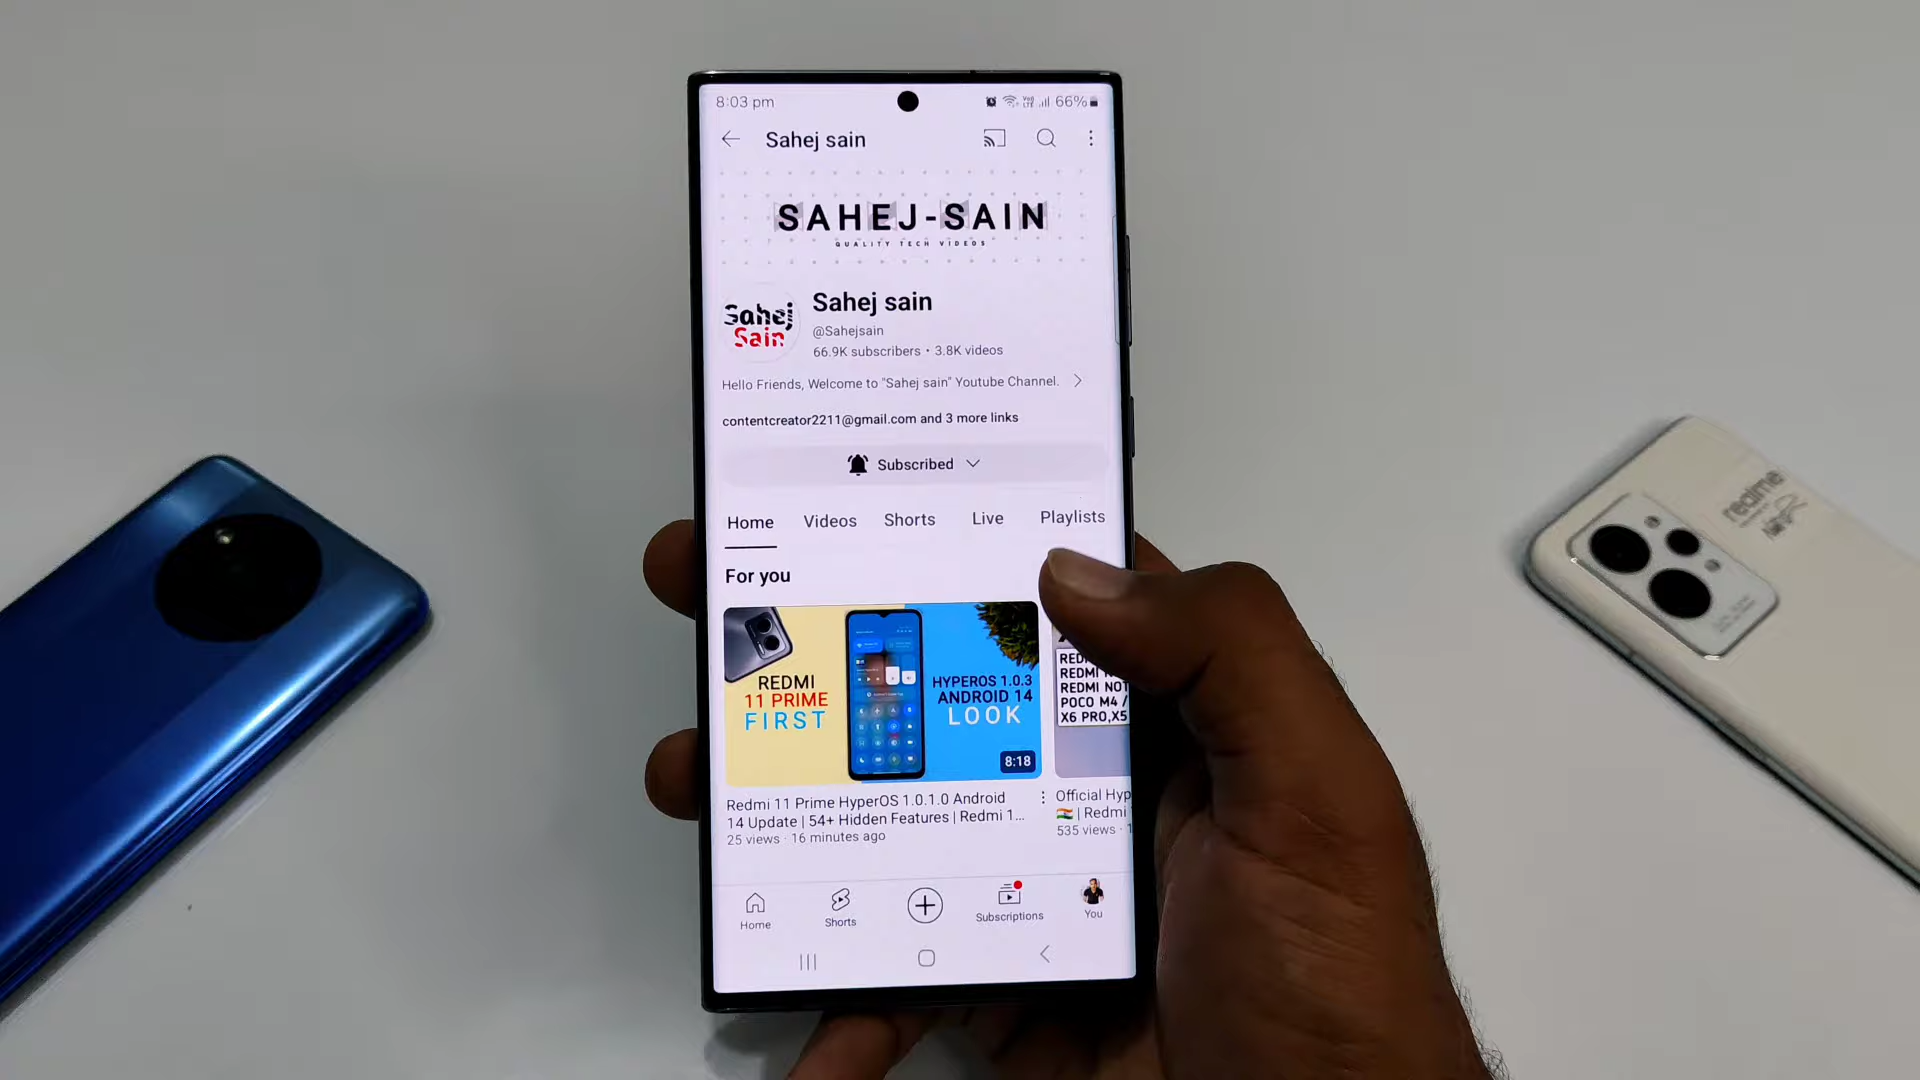 8:03 pm
66%
Sahej sain
SAHEJ-SAIN
QUALITY TECH VIDEOS
Sahej Sain
Sahej sain
@Sahejsain
66.9K subscribers • 3.8K videos
Hello Friends, Welcome to "Sahej sain" Youtube Channel.
contentcreator2211@gmail.com and 3 more links
Subscribed
Home Videos Shorts Live Playlists
For you
REDMI
11 PRIME
FIRST
HYPEROS 1.0.3
ANDROID 14
LOOK
8:18
REDMI NOT
POCO M4 /
X6 PRO,X5
Redmi 11 Prime HyperOS 1.0.1.0 Android
14 Update | 54+ Hidden Features | Redmi 1...
25 views · 16 minutes ago
Official Hyp
| Redmi
535 views · 1
Home
Shorts
Subscriptions
You
realme